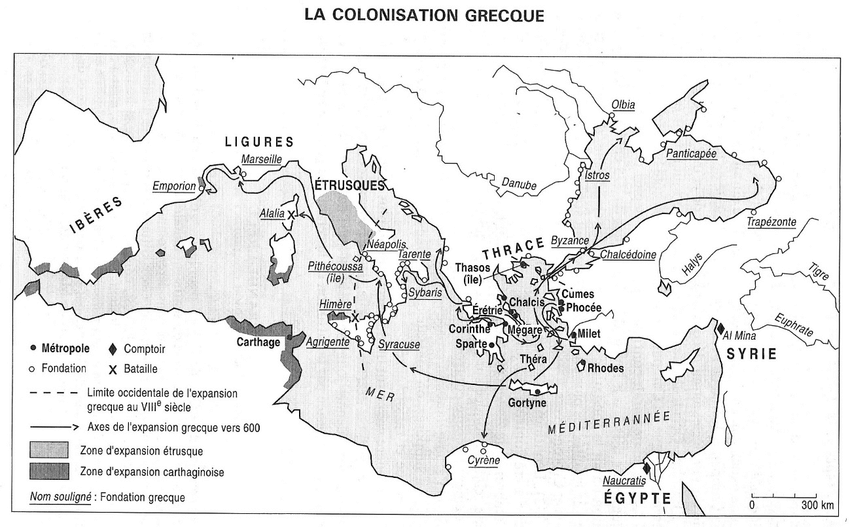 LA COLONISATION GRECQUE
Olbia
LIGURES
Marseille
Panticapée
Emporion
ÉTRUSQUES
Danube
Istros
IBÈRES
Alalia
Trapézonte
Néapolis
Tarente
Byzance
THRACE
Chalcédoine
Halys
Tigre
Pithécoussa
(île)
Thasos
(île)
Sybaris
Chalcis
Cumes
Phocée
Euphrate
Himère
Érétrie
Corinthe
Mégare
Milet
Al Mina
Carthage
Agrigente
Syracuse
Sparte
SYRIE
Théra
Rhodes
Métropole
Comptoir
Fondation
Bataille
MER
Gortyne
MÉDITERRANNÉE
Limite occidentale de l'expansion
grecque au VIIIe siècle
Axes de l'expansion grecque vers 600
Zone d'expansion étrusque
Zone d'expansion carthaginoise
Cyrène
Naucratis
ÉGYPTE
Nom souligné : Fondation grecque
0 300 km